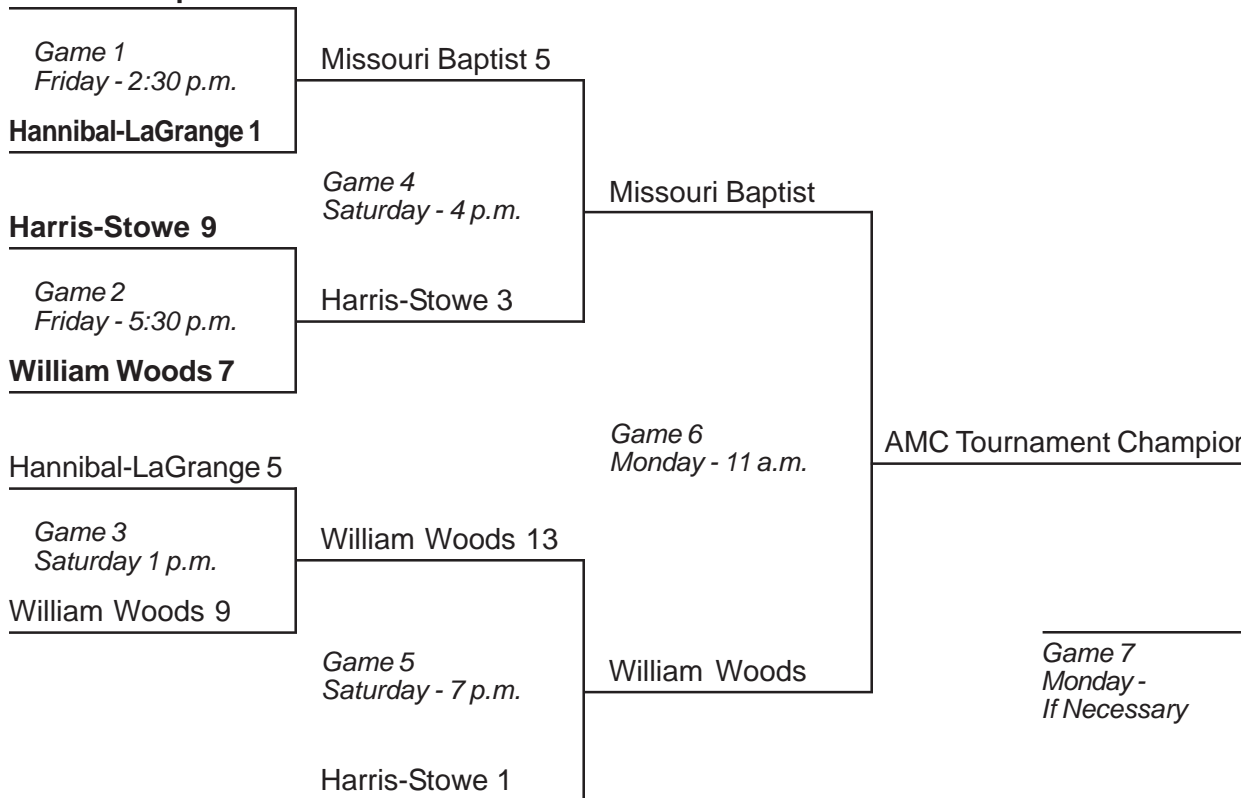 Game 1
Friday - 2:30 p.m.
Missouri Baptist 5
Hannibal-LaGrange 1
Game 4
Saturday - 4 p.m.
Missouri Baptist
Harris-Stowe 9
Game 2
Friday - 5:30 p.m.
Harris-Stowe 3
William Woods 7
Game 6
Monday - 11 a.m.
AMC Tournament Champion
Hannibal-LaGrange 5
Game 3
Saturday 1 p.m.
William Woods 13
William Woods 9
Game 5
Saturday - 7 p.m.
William Woods
Game 7
Monday -
If Necessary
Harris-Stowe 1